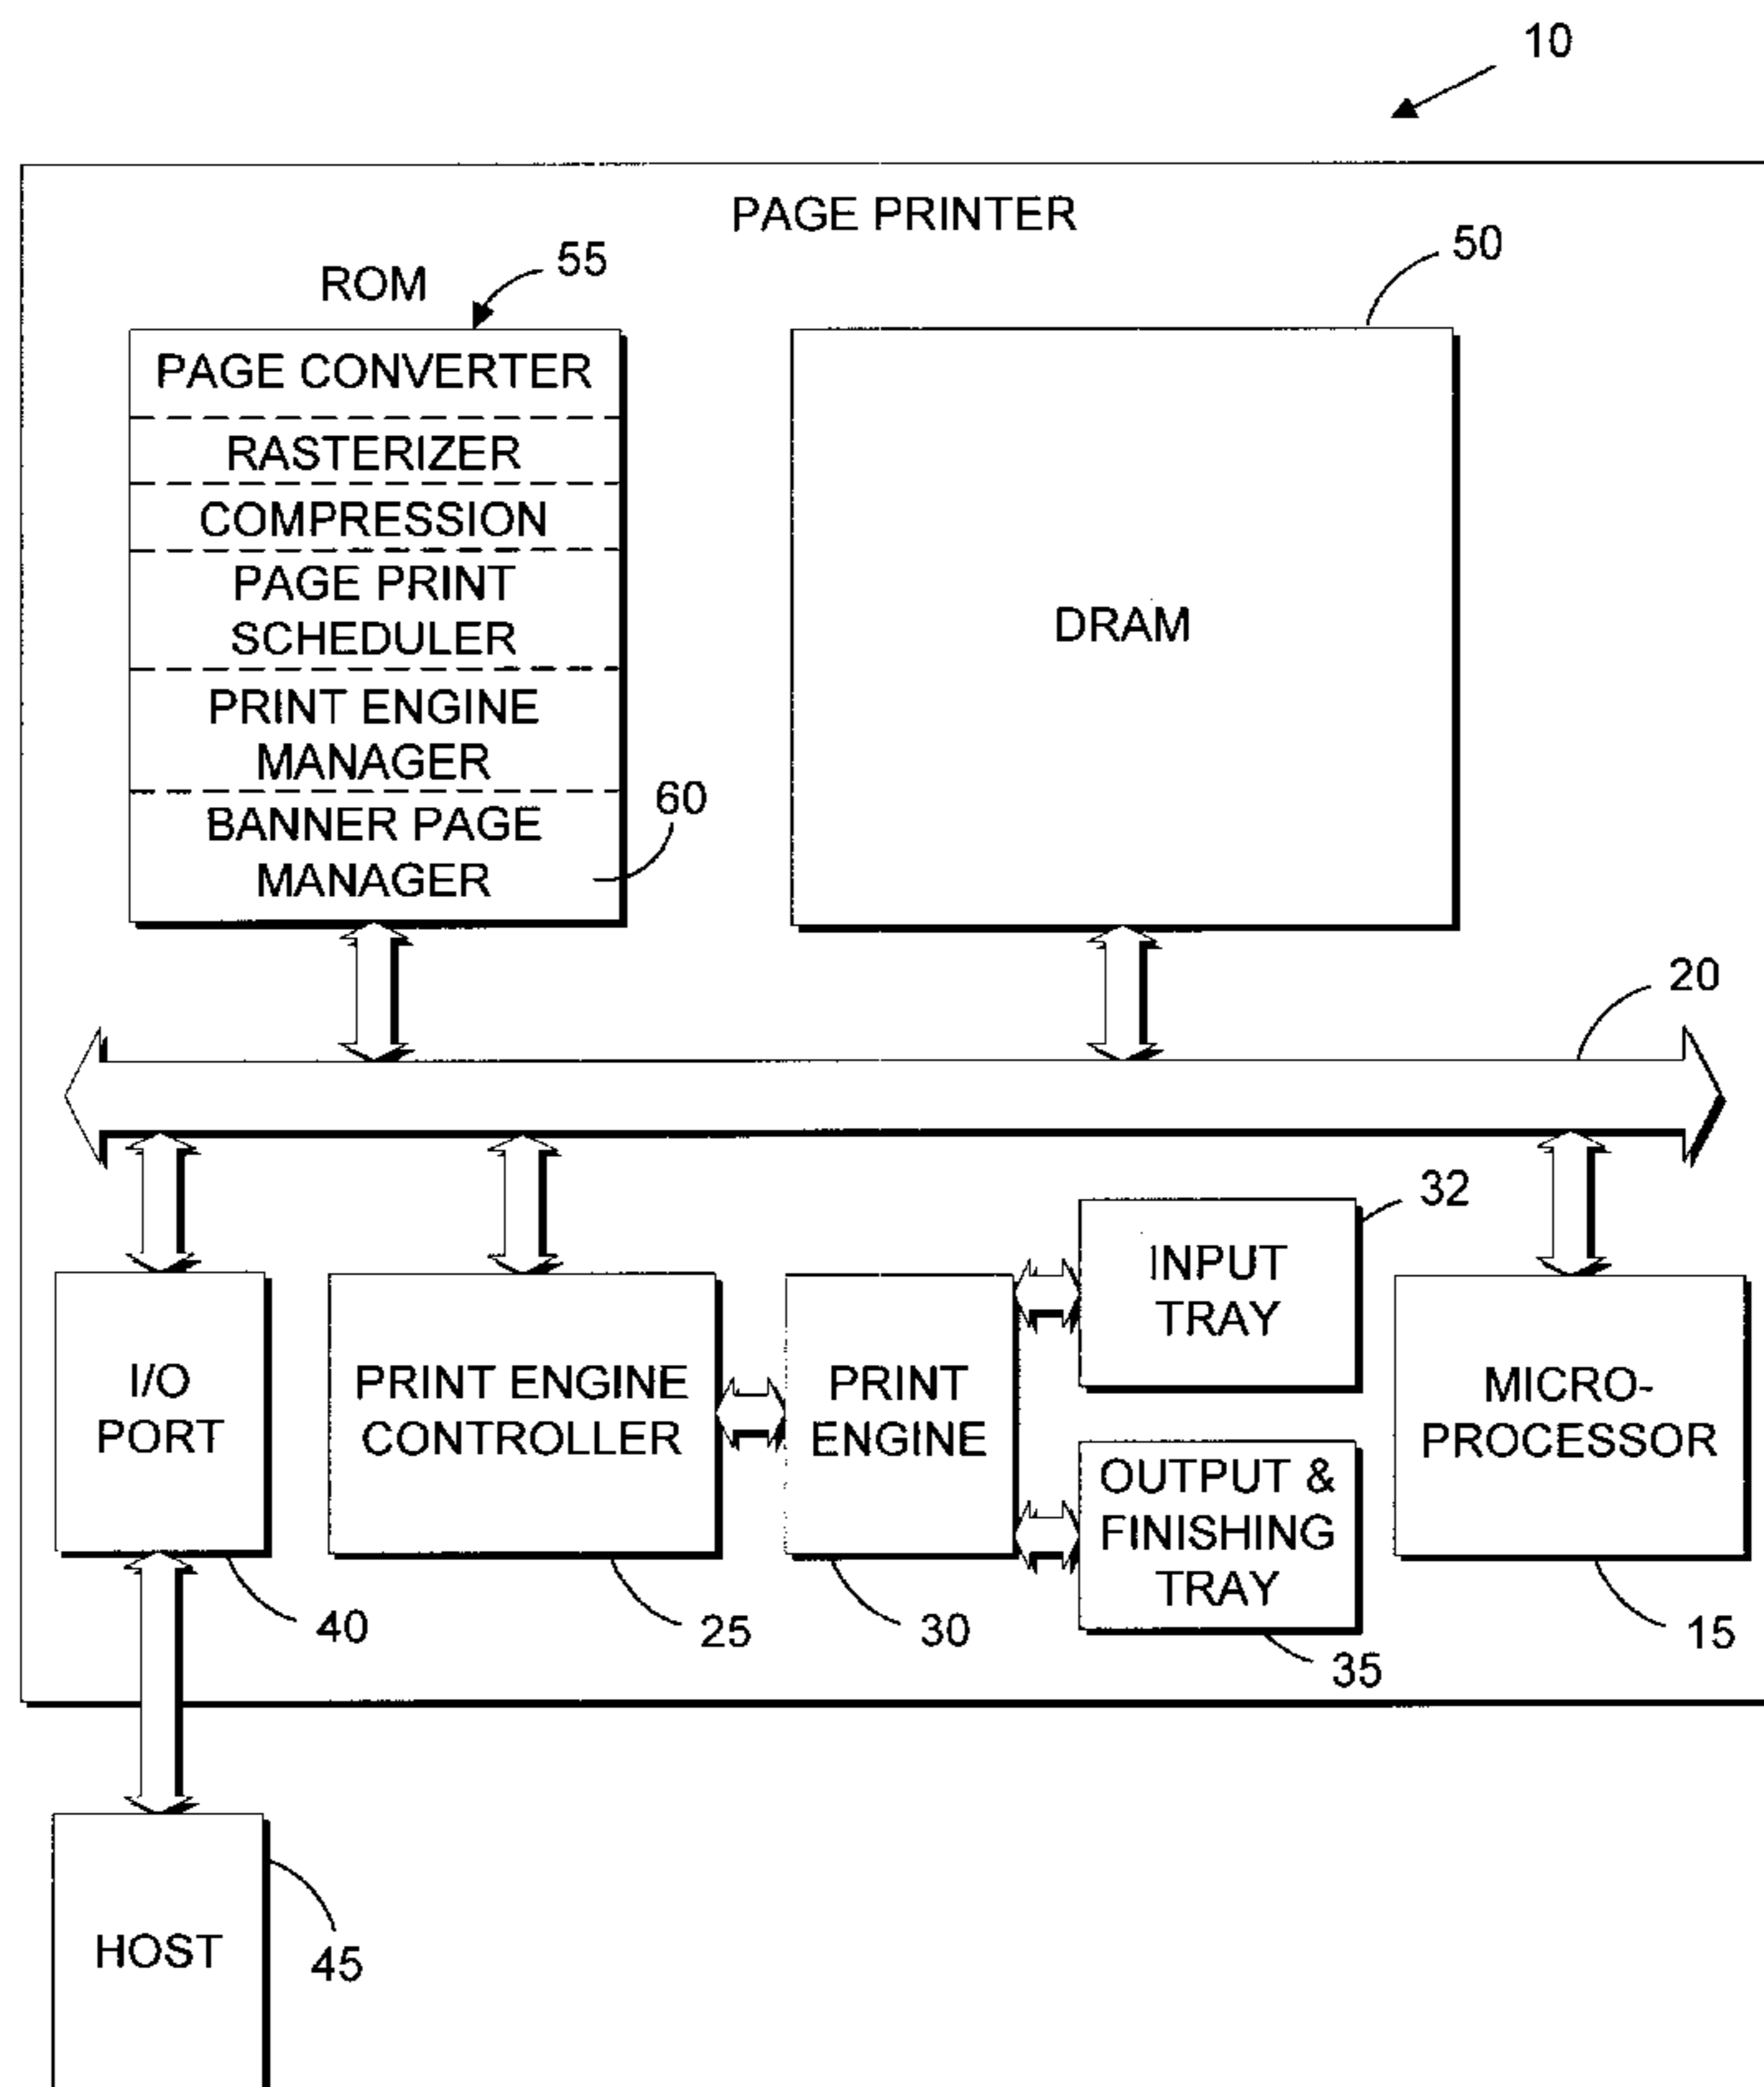 10
PAGE PRINTER
ROM
55
50
PAGE CONVERTER
RASTERIZER
COMPRESSION
PAGE PRINT
SCHEDULER
PRINT ENGINE
MANAGER
BANNER PAGE
MANAGER
60
DRAM
20
32
INPUT
TRAY
I/O
PORT
PRINT ENGINE
CONTROLLER
PRINT
ENGINE
OUTPUT &
FINISHING
TRAY
MICRO-
PROCESSOR
40
25
30
35
15
HOST
45